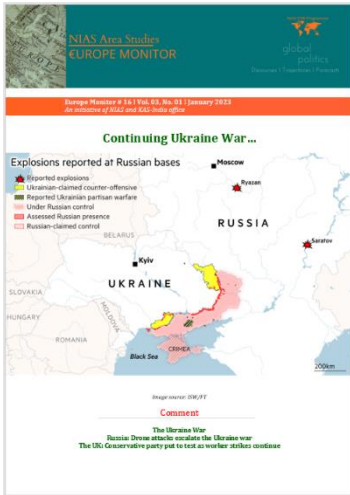 NIAS Area Studies
€UROPE MONITOR
global
politics
Europe Monitor # 16 I Vol. 03, No. 01 I January 2023
An initiative of NIAS and KAS-India office
Continuing Ukraine War...
Explosions reported at Russian bases
Reported explosions
Ukrainian-claimed counter-offensive
Reported Ukrainian partisan warfare
Under Russian control
Assessed Russian presence
Russian-claimed control
Moscow
Ryazan
RUSSIA
Saratov
BELARUS
Kyiv
UKRAINE
SLOVAKIA
HUNGARY
MOLDOVA
ROMANIA
CRIMEA
Black Sea
200km
Image source: ISW/FT
Comment
The Ukraine War
Russia: Drone attacks escalate the Ukraine war
The UK: Conservative party put to test as worker strikes continue